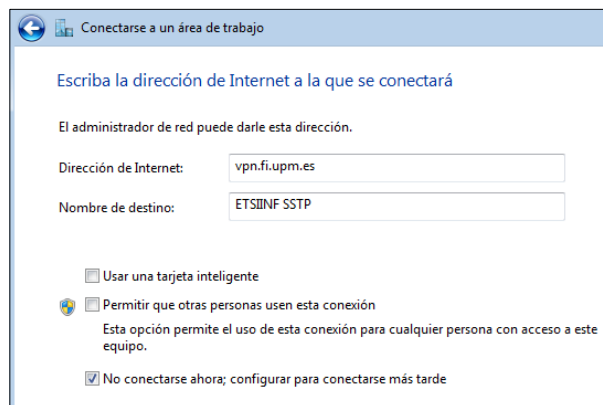 Conectarse a un área de trabajo
Escriba la dirección de Internet a la que se conectará
El administrador de red puede darle esta dirección.
Dirección de Internet: vpn.fi.upm.es
Nombre de destino: ETSIINF SSTP
Usar una tarjeta inteligente
Permitir que otras personas usen esta conexión
Esta opción permite el uso de esta conexión para cualquier persona con acceso a este
equipo.
No conectarse ahora; configurar para conectarse más tarde